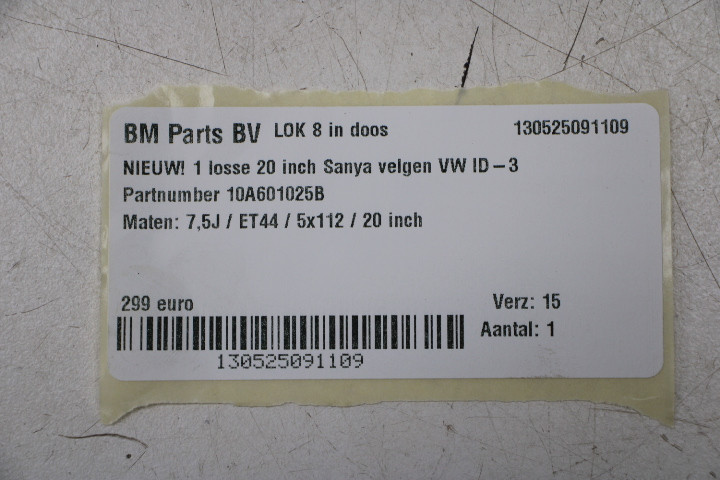 BM Parts BV LOK 8 in doos 130525091109
NIEUW! 1 losse 20 inch Sanya velgen VW ID-3
Partnumber 10A601025B
Maten: 7,5J / ET44 / 5x112 / 20 inch
299 euro Verz: 15
Aantal: 1
130525091109